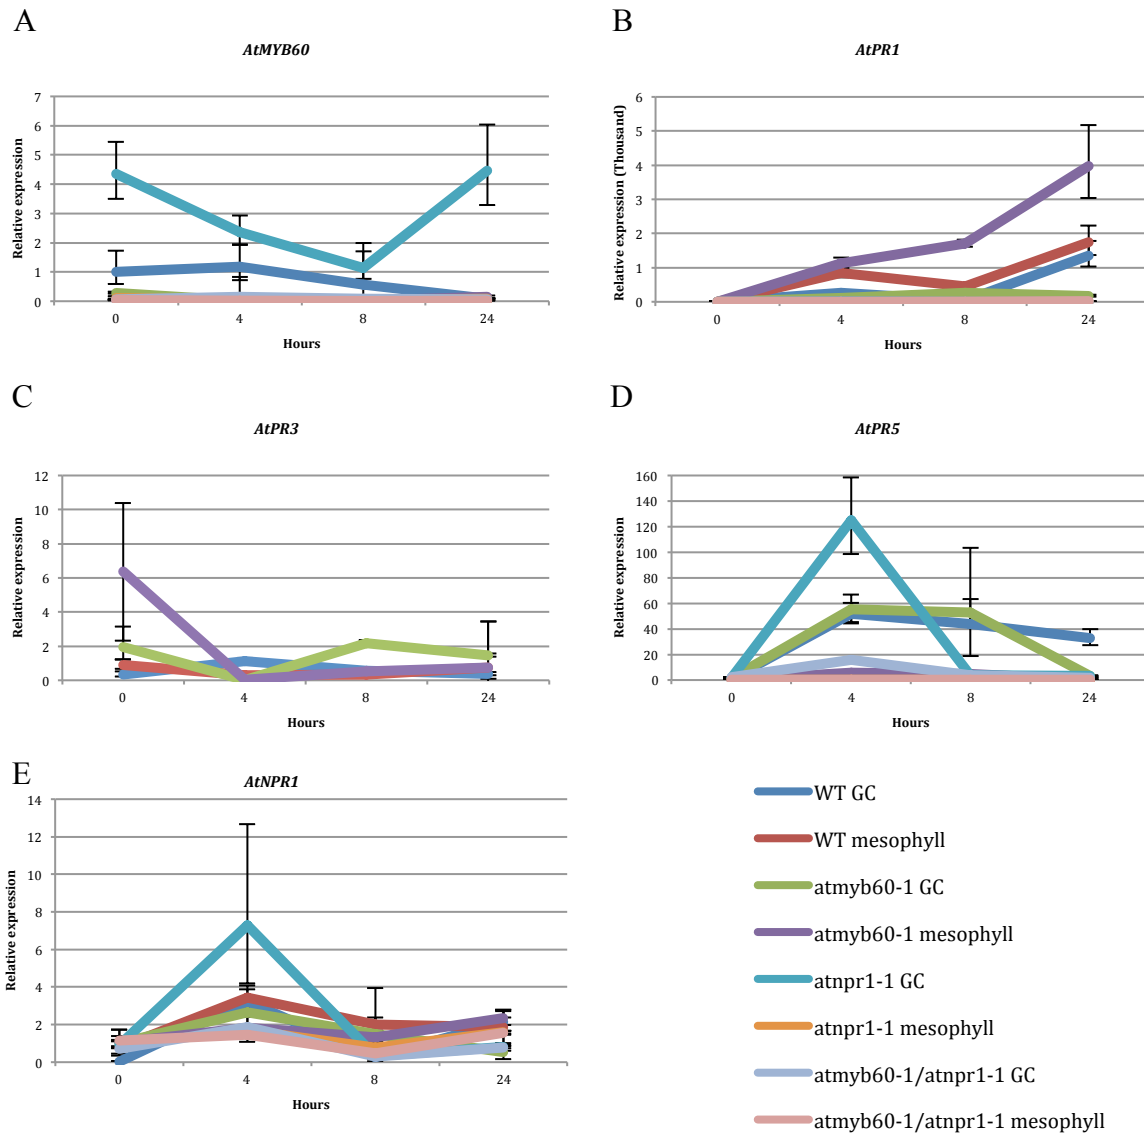 A
AtMYB60
Relative expression
7
6
5
4
3
2
1
0
0 4 8 24
Hours
B
AtPR1
Relative expression (Thousand)
6
5
4
3
2
1
0
0 4 8 24
Hours
C
AtPR3
Relative expression
12
10
8
6
4
2
0
0 4 8 24
Hours
D
AtPR5
Relative expression
160
140
120
100
80
60
40
20
0
0 4 8 24
Hours
E
AtNPR1
Relative expression
14
12
10
8
6
4
2
0
0 4 8 24
Hours
WT GC
WT mesophyll
atmyb60-1 GC
atmyb60-1 mesophyll
atnpr1-1 GC
atnpr1-1 mesophyll
atmyb60-1/atnpr1-1 GC
atmyb60-1/atnpr1-1 mesophyll